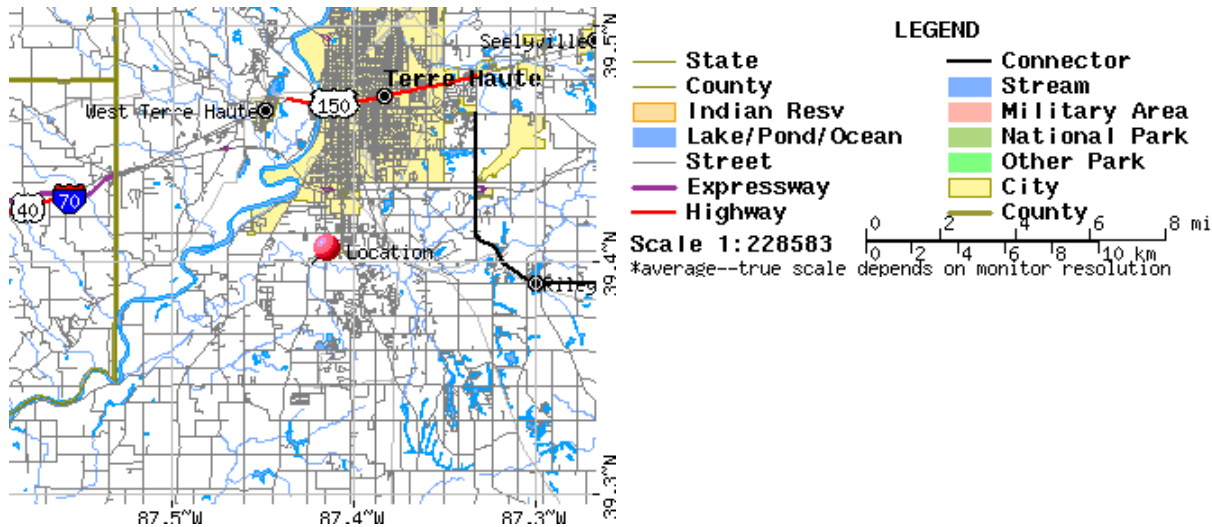 Seelyville
39.5°N
Terre Haute
150
West Terre Haute
70
40
Location
39.4°N
Riley
39.3°N
87.5°W
87.4°W
87.3°W
LEGEND
State
Connector
County
Stream
Indian Resv
Military Area
Lake/Pond/Ocean
National Park
Street
Other Park
Expressway
City
Highway
County
0 2 4 6 8 mi
Scale 1:228583
0 2 4 6 8 10 km
*average--true scale depends on monitor resolution